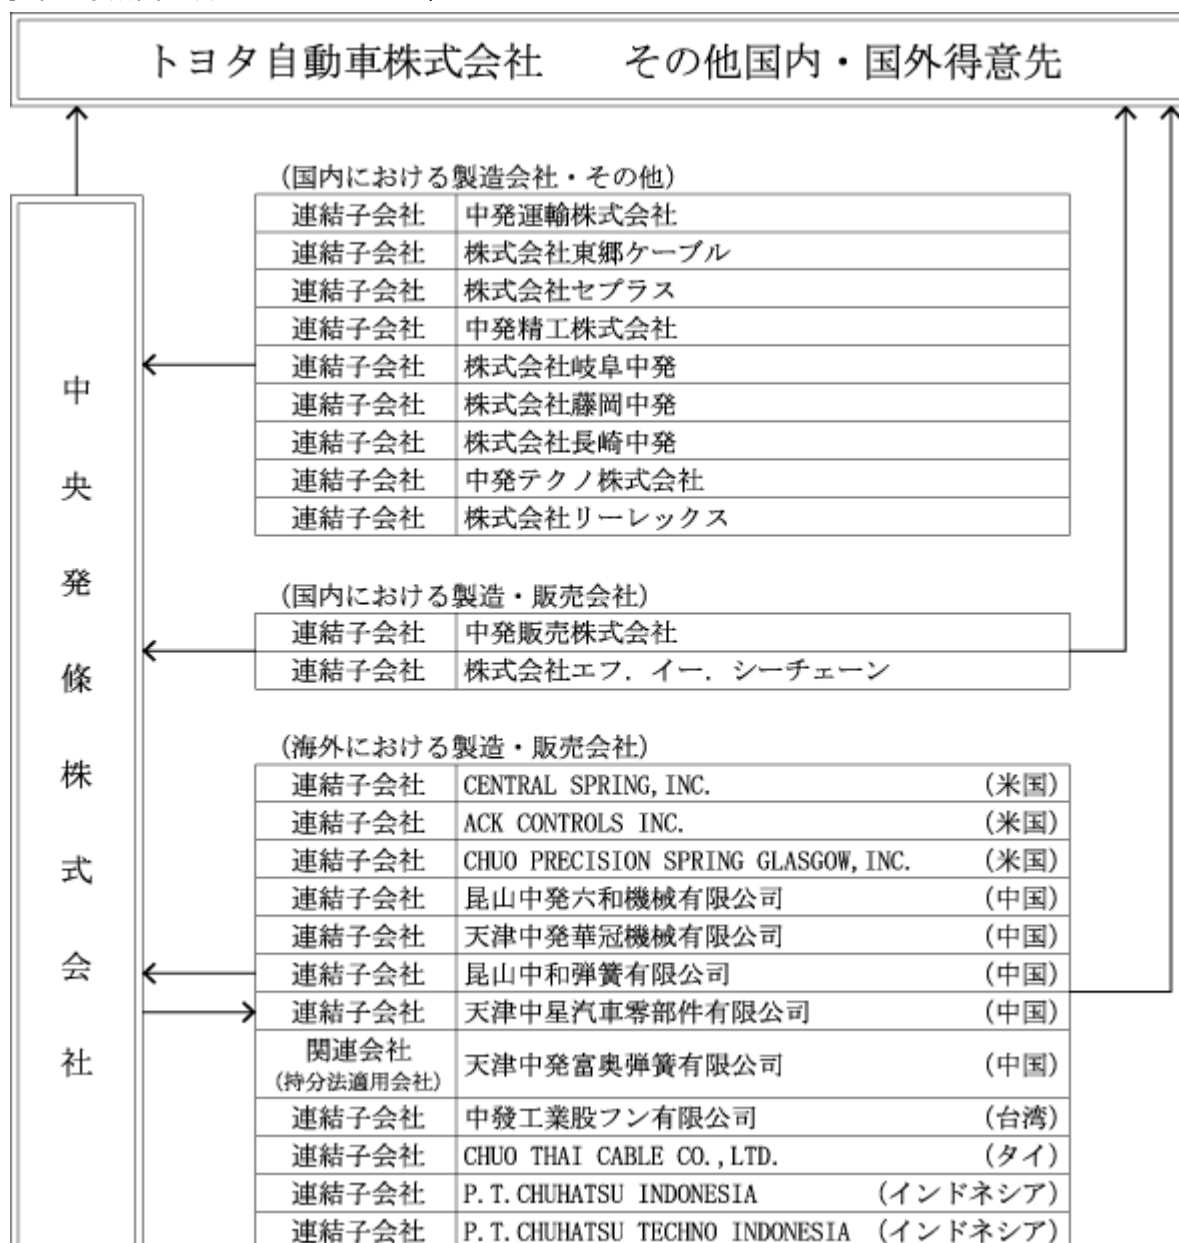 トヨタ自動車株式会社　　その他国内・国外得意先
中央発條株式会社
(国内における製造会社・その他)
連結子会社 中発運輸株式会社
連結子会社 株式会社東郷ケーブル
連結子会社 株式会社セプラス
連結子会社 中発精工株式会社
連結子会社 株式会社岐阜中発
連結子会社 株式会社藤岡中発
連結子会社 株式会社長崎中発
連結子会社 中発テクノ株式会社
連結子会社 株式会社リーレックス
(国内における製造・販売会社)
連結子会社 中発販売株式会社
連結子会社 株式会社エフ．イー．シーチェーン
(海外における製造・販売会社)
連結子会社 CENTRAL SPRING,INC. (米国)
連結子会社 ACK CONTROLS INC. (米国)
連結子会社 CHUO PRECISION SPRING GLASGOW,INC. (米国)
連結子会社 昆山中発六和機械有限公司 (中国)
連結子会社 天津中発華冠機械有限公司 (中国)
連結子会社 昆山中和弾簧有限公司 (中国)
連結子会社 天津中星汽車零部件有限公司 (中国)
関連会社
(持分法適用会社) 天津中発富奥弾簧有限公司 (中国)
連結子会社 中發工業股フン有限公司 (台湾)
連結子会社 CHUO THAI CABLE CO.,LTD. (タイ)
連結子会社 P.T.CHUHATSU INDONESIA (インドネシア)
連結子会社 P.T.CHUHATSU TECHNO INDONESIA (インドネシア)